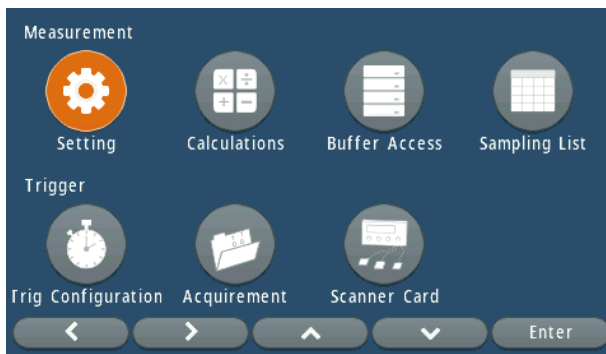 Measurement
Setting Calculations Buffer Access Sampling List
Trigger
Trig Configuration Acquirement Scanner Card
Enter